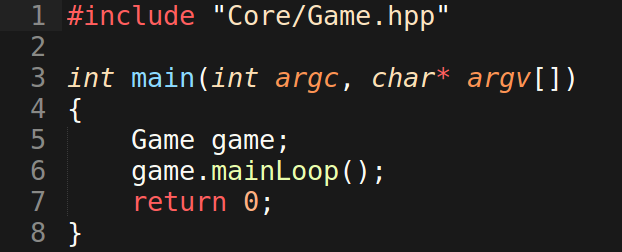 1 #include "Core/Game.hpp"
2
3 int main(int argc, char* argv[])
4 {
5     Game game;
6     game.mainLoop();
7     return 0;
8 }